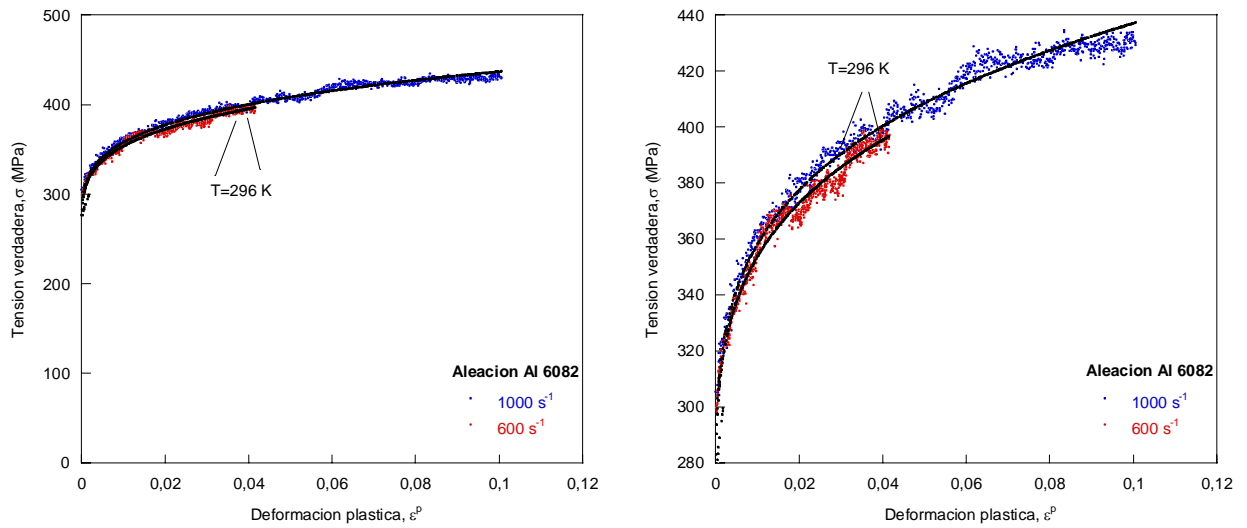 500
400
300
200
100
0
Tension verdadera, σ (MPa)
T=296 K
Aleacion Al 6082
1000 s⁻¹
600 s⁻¹
0 0,02 0,04 0,06 0,08 0,1 0,12
Deformacion plastica, εᵖ
440
420
400
380
360
340
320
300
280
Tension verdadera, σ (MPa)
T=296 K
Aleacion Al 6082
1000 s⁻¹
600 s⁻¹
0 0,02 0,04 0,06 0,08 0,1 0,12
Deformacion plastica, εᵖ